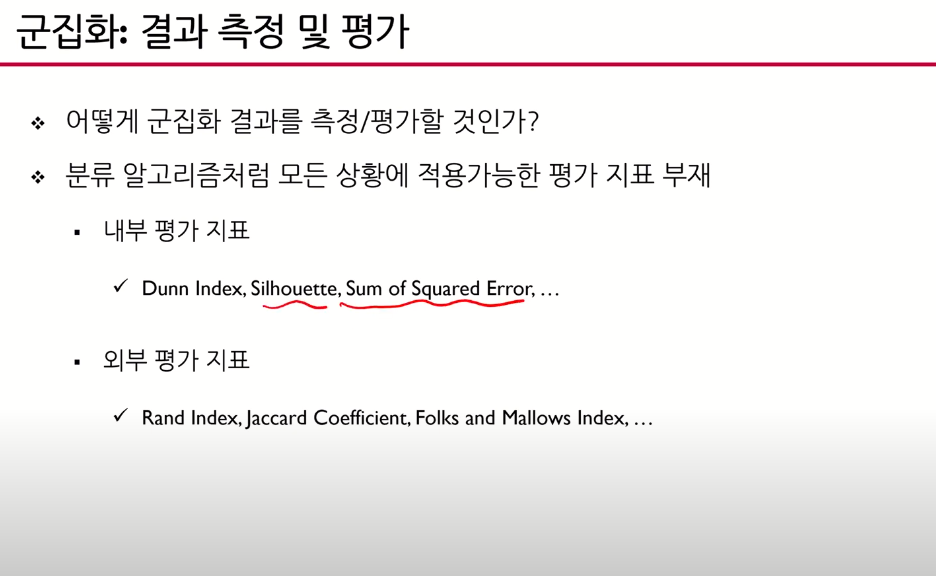 군집화: 결과 측정 및 평가
❖ 어떻게 군집화 결과를 측정/평가할 것인가?
❖ 분류 알고리즘처럼 모든 상황에 적용가능한 평가 지표 부재
▪ 내부 평가 지표
✓ Dunn Index, Silhouette, Sum of Squared Error, …
▪ 외부 평가 지표
✓ Rand Index, Jaccard Coefficient, Folks and Mallows Index, …